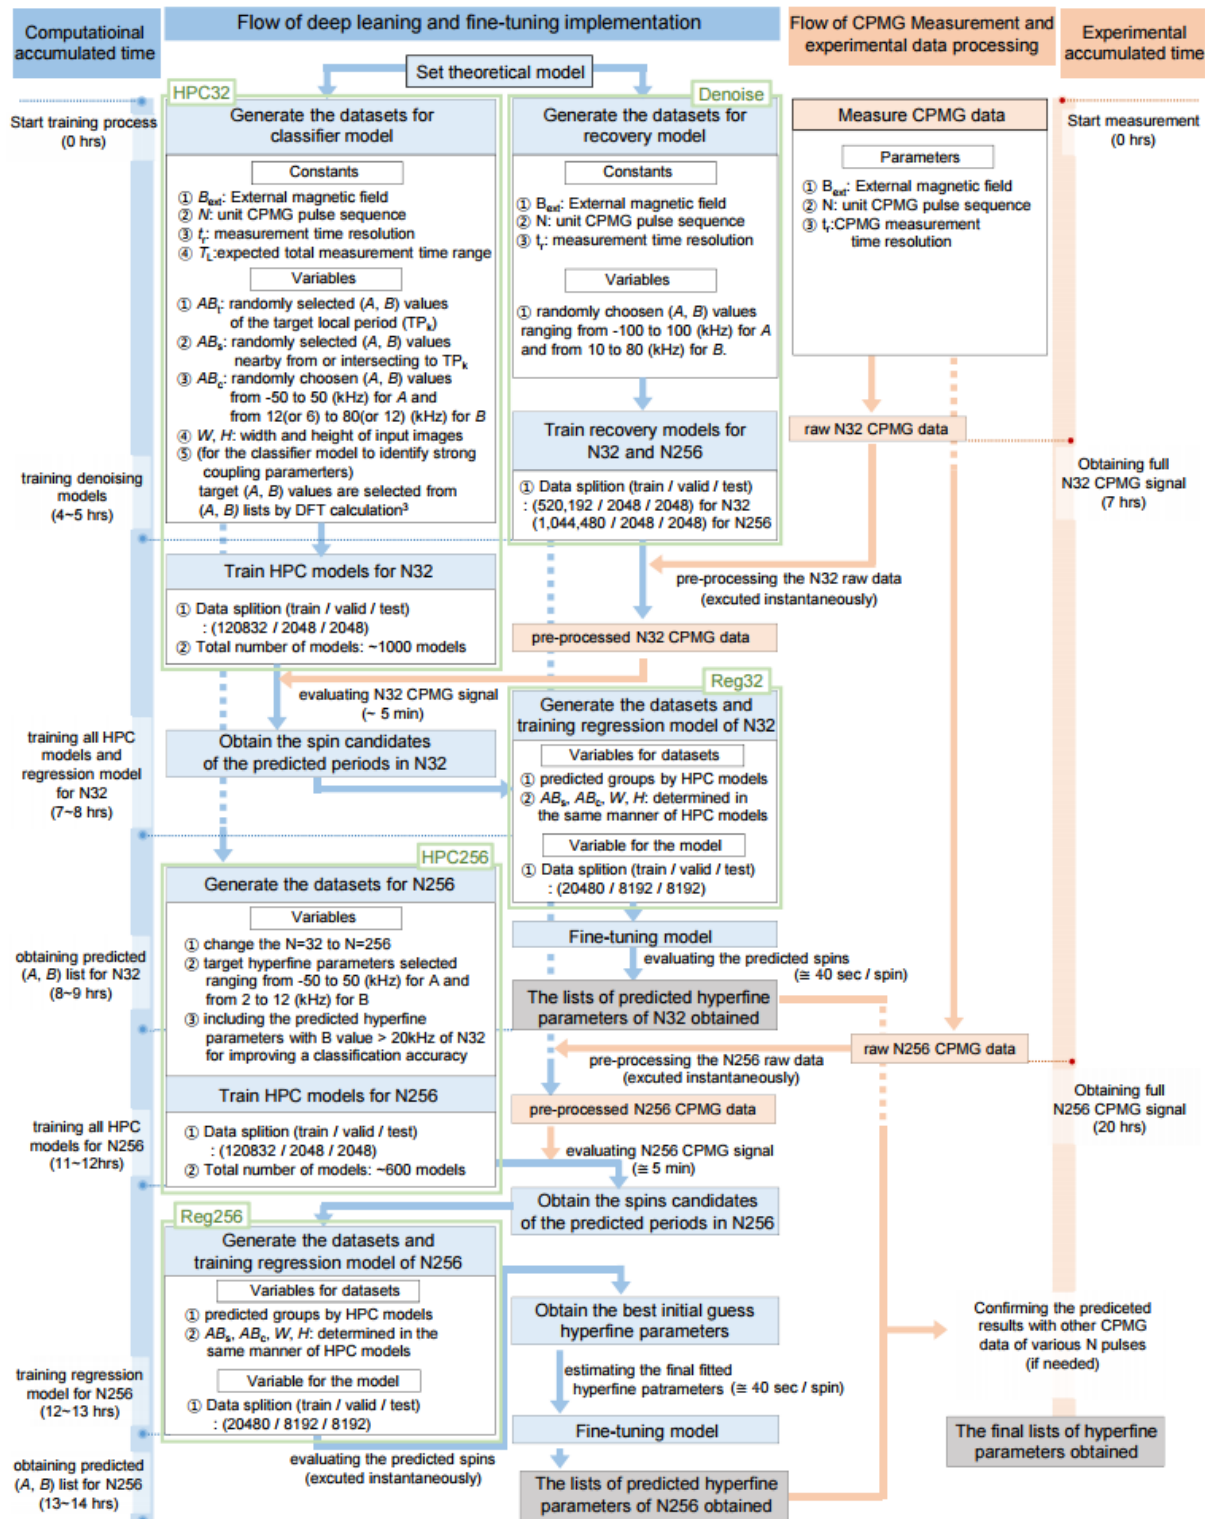 Computatioinal
accumulated time
Flow of deep leaning and fine-tuning implementation
Flow of CPMG Measurement and
experimental data processing
Experimental
accumulated time
Set theoretical model
HPC32
Generate the datasets for
classifier model
Constants
① Bext: External magnetic field
② N: unit CPMG pulse sequence
③ tr: measurement time resolution
④ TL:expected total measurement time range
Variables
① ABt: randomly selected (A, B) values
of the target local period (TPk)
② ABs: randomly selected (A, B) values
nearby from or intersecting to TPk
③ ABc: randomly choosen (A, B) values
from -50 to 50 (kHz) for A and
from 12(or 6) to 80(or 12) (kHz) for B
④ W, H: width and height of input images
⑤ (for the classifier model to identify strong
coupling paramterters)
target (A, B) values are selected from
(A, B) lists by DFT calculation3
Train HPC models for N32
① Data splition (train / valid / test)
: (120832 / 2048 / 2048)
② Total number of models: ~1000 models
Denoise
Generate the datasets for
recovery model
Constants
① Bext: External magnetic field
② N: unit CPMG pulse sequence
③ tr: measurement time resolution
Variables
① randomly choosen (A, B) values
ranging from -100 to 100 (kHz) for A
and from 10 to 80 (kHz) for B.
Train recovery models for
N32 and N256
① Data splition (train / valid / test)
: (520,192 / 2048 / 2048) for N32
(1,044,480 / 2048 / 2048) for N256
Measure CPMG data
Parameters
① Bext: External magnetic field
② N: unit CPMG pulse sequence
③ tr:CPMG measurement
time resolution
Start training process
(0 hrs)
Start measurement
(0 hrs)
raw N32 CPMG data
training denoising
models
(4~5 hrs)
Obtaining full
N32 CPMG signal
(7 hrs)
pre-processing the N32 raw data
(excuted instantaneously)
pre-processed N32 CPMG data
evaluating N32 CPMG signal
(~ 5 min)
Obtain the spin candidates
of the predicted periods in N32
Reg32
Generate the datasets and
training regression model of N32
Variables for datasets
① predicted groups by HPC models
② ABs, ABc, W, H: determined in
the same manner of HPC models
Variable for the model
① Data splition (train / valid / test)
: (20480 / 8192 / 8192)
training all HPC
models and
regression model
for N32
(7~8 hrs)
HPC256
Generate the datasets for N256
Variables
① change the N=32 to N=256
② target hyperfine parameters selected
ranging from -50 to 50 (kHz) for A and
from 2 to 12 (kHz) for B
③ including the predicted hyperfine
parameters with B value > 20kHz of N32
for improving a classification accuracy
Train HPC models for N256
① Data splition (train / valid / test)
: (120832 / 2048 / 2048)
② Total number of models: ~600 models
Fine-tuning model
evaluating the predicted spins
(≅ 40 sec / spin)
The lists of predicted hyperfine
parameters of N32 obtained
obtaining predicted
(A, B) list for N32
(8~9 hrs)
raw N256 CPMG data
pre-processing the N256 raw data
(excuted instantaneously)
pre-processed N256 CPMG data
Obtaining full
N256 CPMG signal
(20 hrs)
training all HPC
models for N256
(11~12hrs)
evaluating N256 CPMG signal
(≅ 5 min)
Obtain the spins candidates
of the predicted periods in N256
Reg256
Generate the datasets and
training regression model of N256
Variables for datasets
① predicted groups by HPC models
② ABs, ABc, W, H: determined in the
same manner of HPC models
Variable for the model
① Data splition (train / valid / test)
: (20480 / 8192 / 8192)
Obtain the best initial guess
hyperfine parameters
estimating the final fitted
hyperfine patrameters (≅ 40 sec / spin)
Fine-tuning model
Confirming the prediceted
results with other CPMG
data of various N pulses
(if needed)
training regression
model for N256
(12~13 hrs)
evaluating the predicted spins
(excuted instantaneously)
The lists of predicted hyperfine
parameters of N256 obtained
The final lists of hyperfine
parameters obtained
obtaining predicted
(A, B) list for N256
(13~14 hrs)